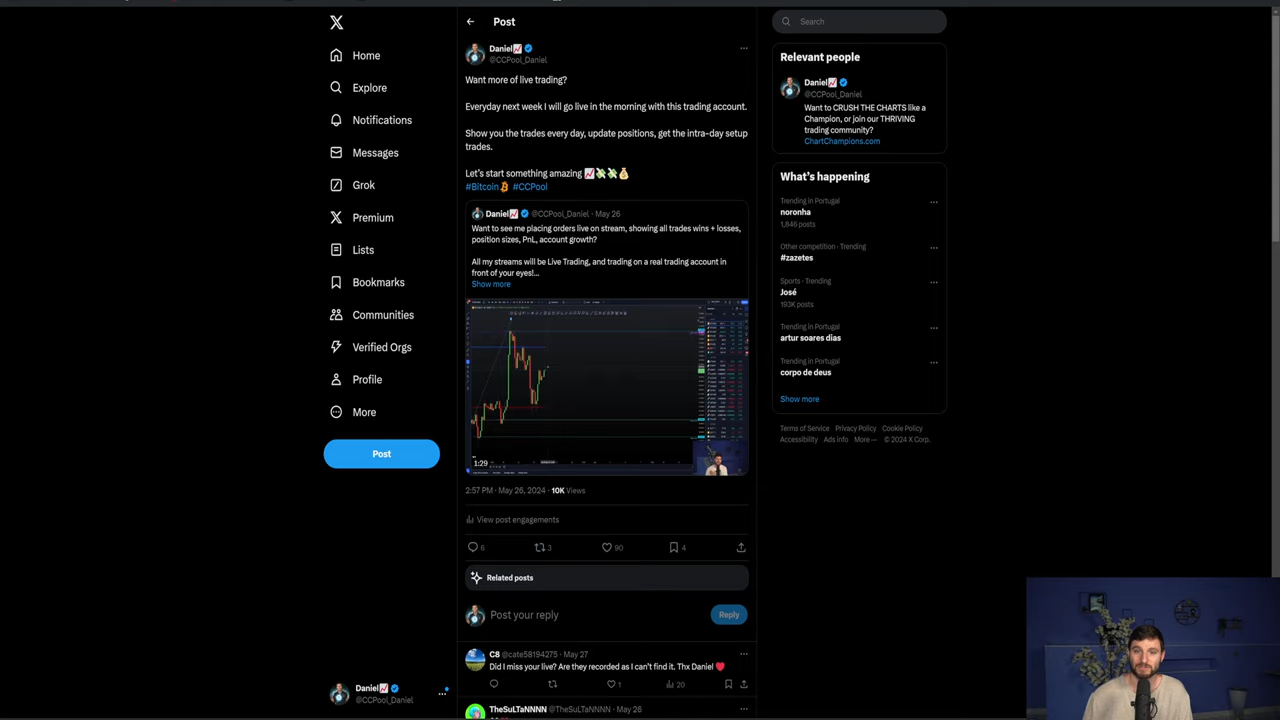 Home
Explore
Notifications
Messages
Grok
Premium
Lists
Bookmarks
Communities
Verified Orgs
Profile
More
Post
Daniel📈
@CCPool_Daniel
Post
Daniel📈
@CCPool_Daniel
Want more of live trading?
Everyday next week I will go live in the morning with this trading account.
Show you the trades every day, update positions, get the intra-day setup
trades.
Let's start something amazing 📈💸💸💰
#Bitcoin #CCPool
Daniel📈 @CCPool_Daniel · May 26
Want to see me placing orders live on stream, showing all trades wins + losses,
position sizes, PnL, account growth?
All my streams will be Live Trading, and trading on a real trading account in
front of your eyes!...
Show more
1:29
2:57 PM · May 26, 2024 · 10K Views
View post engagements
6 3 90 4
Related posts
Post your reply
Reply
C8 @cate58194275 · May 27
Did I miss your live? Are they recorded as I can't find it. Thx Daniel ♥
1 20
TheSuLTaNNNN @TheSuLTaNNNN · May 26
Search
Relevant people
Daniel📈
@CCPool_Daniel
Want to CRUSH THE CHARTS like a
Champion, or join our THRIVING
trading community?
ChartChampions.com
What's happening
Trending in Portugal
noronha
1,846 posts
Other competition · Trending
#zazetes
Sports · Trending
José
193K posts
Trending in Portugal
artur soares dias
Trending in Portugal
corpo de deus
Show more
Terms of Service Privacy Policy Cookie Policy
Accessibility Ads info More ··· © 2024 X Corp.